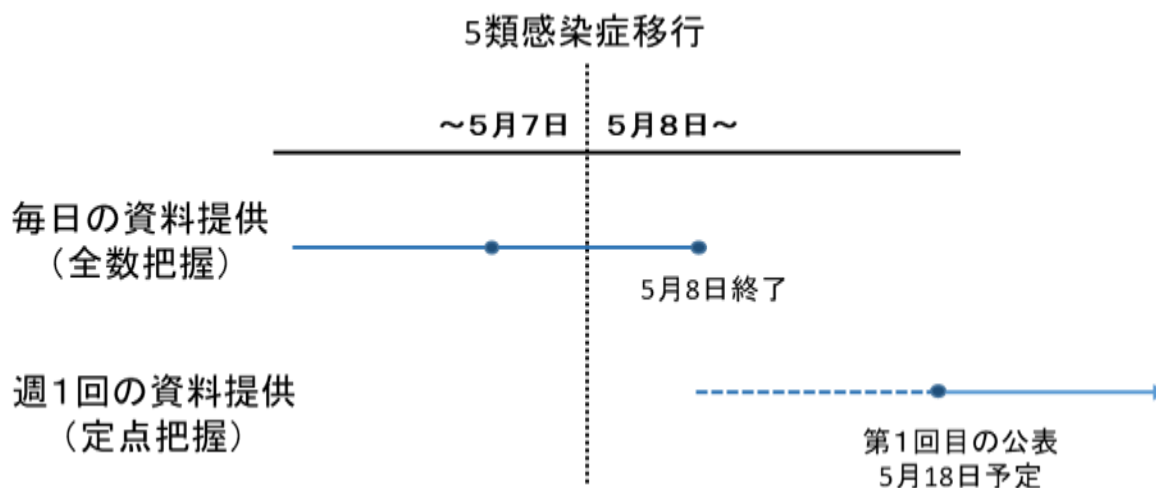 5類感染症移行
～5月7日
5月8日～
毎日の資料提供
（全数把握）
5月8日終了
週1回の資料提供
（定点把握）
第1回目の公表
5月18日予定